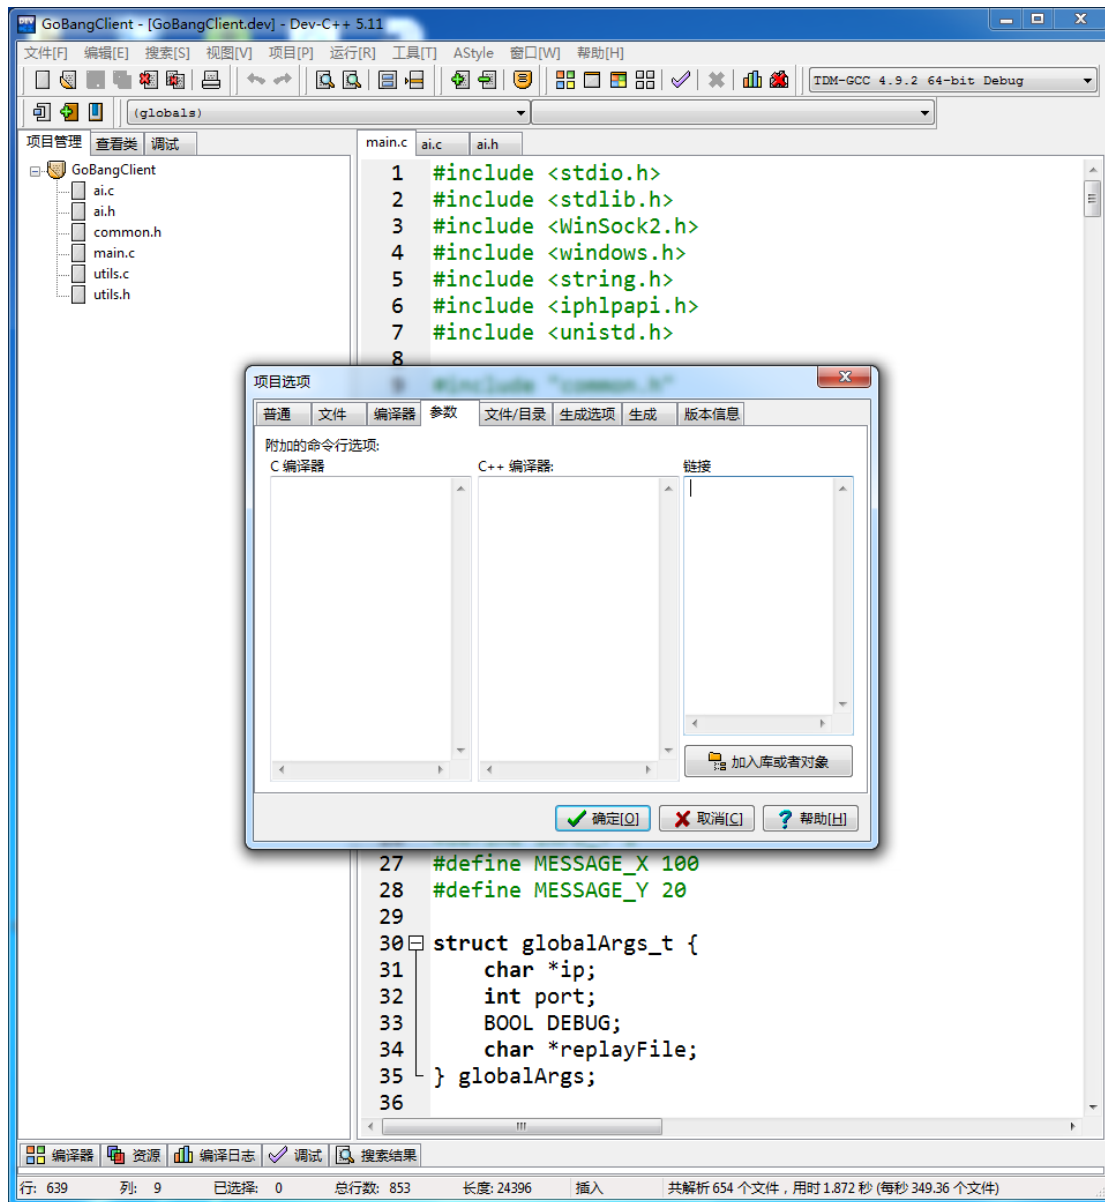 GoBangClient - [GoBangClient.dev] - Dev-C++ 5.11
文件[F] 编辑[E] 搜索[S] 视图[V] 项目[P] 运行[R] 工具[T] AStyle 窗口[W] 帮助[H]
TDM-GCC 4.9.2 64-bit Debug
(globals)
项目管理 查看类 调试
main.c ai.c ai.h
GoBangClient
ai.c
ai.h
common.h
main.c
utils.c
utils.h
1 #include <stdio.h>
2 #include <stdlib.h>
3 #include <WinSock2.h>
4 #include <windows.h>
5 #include <string.h>
6 #include <iphlpapi.h>
7 #include <unistd.h>
8
9 #include "common.h"
项目选项
普通 文件 编译器 参数 文件/目录 生成选项 生成 版本信息
附加的命令行选项:
C 编译器 C++ 编译器: 链接
加入库或者对象
确定[O] 取消[C] 帮助[H]
27 #define MESSAGE_X 100
28 #define MESSAGE_Y 20
29
30 struct globalArgs_t {
31 char *ip;
32 int port;
33 BOOL DEBUG;
34 char *replayFile;
35 } globalArgs;
36
编译器 资源 编译日志 调试 搜索结果
行: 639 列: 9 已选择: 0 总行数: 853 长度: 24396 插入 共解析 654 个文件，用时 1.872 秒 (每秒 349.36 个文件)